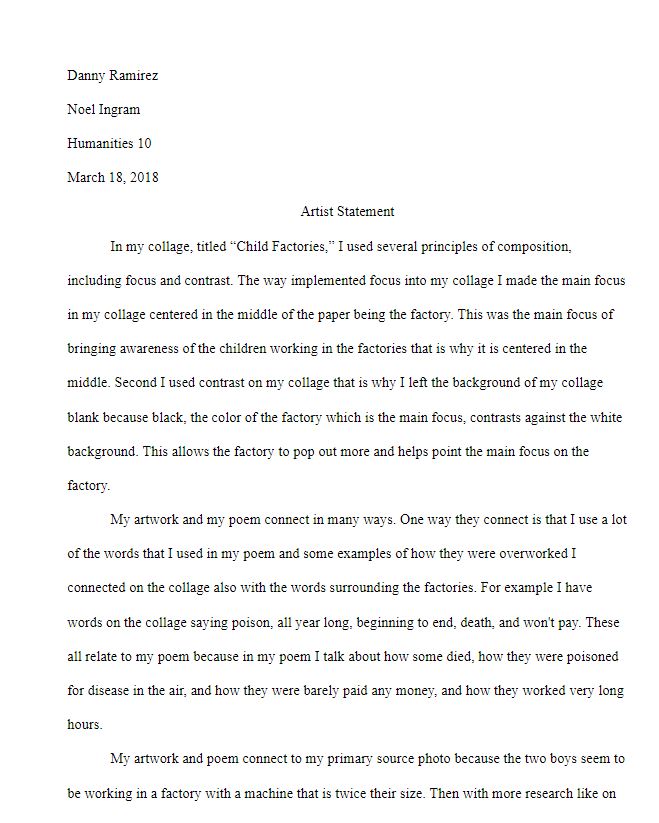 Danny Ramirez
Noel Ingram
Humanities 10
March 18, 2018
Artist Statement
In my collage, titled “Child Factories,” I used several principles of composition,
including focus and contrast. The way implemented focus into my collage I made the main focus
in my collage centered in the middle of the paper being the factory. This was the main focus of
bringing awareness of the children working in the factories that is why it is centered in the
middle. Second I used contrast on my collage that is why I left the background of my collage
blank because black, the color of the factory which is the main focus, contrasts against the white
background. This allows the factory to pop out more and helps point the main focus on the
factory.
My artwork and my poem connect in many ways. One way they connect is that I use a lot
of the words that I used in my poem and some examples of how they were overworked I
connected on the collage also with the words surrounding the factories. For example I have
words on the collage saying poison, all year long, beginning to end, death, and won't pay. These
all relate to my poem because in my poem I talk about how some died, how they were poisoned
for disease in the air, and how they were barely paid any money, and how they worked very long
hours.
My artwork and poem connect to my primary source photo because the two boys seem to
be working in a factory with a machine that is twice their size. Then with more research like on